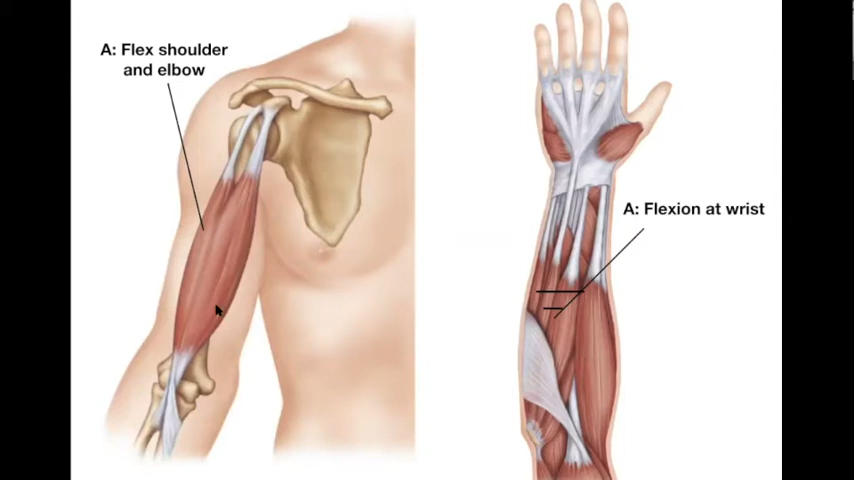 A: Flex shoulder
and elbow
A: Flexion at wrist